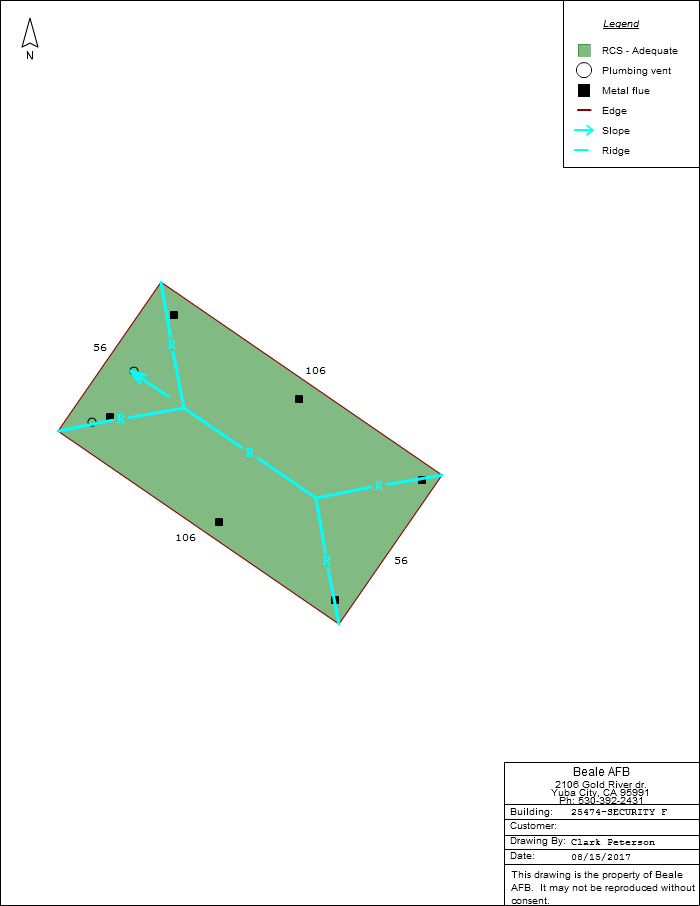 N
Legend
RCS - Adequate
Plumbing vent
Metal flue
Edge
Slope
Ridge
56
R
106
R
R
R
106
R
56
Beale AFB
2106 Gold River dr.
Yuba City, CA 95991
Ph: 530-392-2431
Building: 25474-SECURITY F
Customer:
Drawing By: Clark Peterson
Date: 08/15/2017
This drawing is the property of Beale
AFB. It may not be reproduced without
consent.